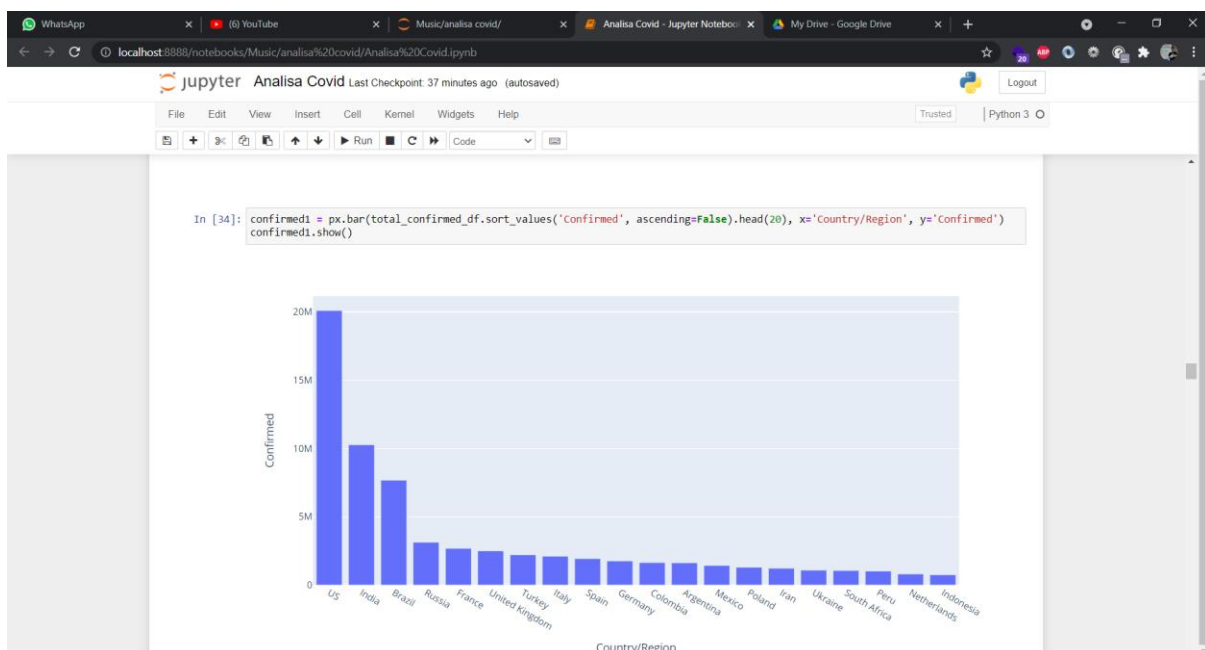 WhatsApp
(6) YouTube
Music/analisa covid/
Analisa Covid - Jupyter Noteboo
My Drive - Google Drive
localhost:8888/notebooks/Music/analisa%20covid/Analisa%20Covid.ipynb
20
ABP
jupyter Analisa Covid Last Checkpoint: 37 minutes ago (autosaved)
Logout
File Edit View Insert Cell Kernel Widgets Help
Trusted
Python 3
Run
Code
In [34]: confirmed1 = px.bar(total_confirmed_df.sort_values('Confirmed', ascending=False).head(20), x='Country/Region', y='Confirmed')
confirmed1.show()
20M
15M
10M
5M
0
Confirmed
US
India
Brazil
Russia
France
United Kingdom
Turkey
Italy
Spain
Germany
Colombia
Argentina
Mexico
Poland
Iran
Ukraine
South Africa
Peru
Netherlands
Indonesia
Country/Region